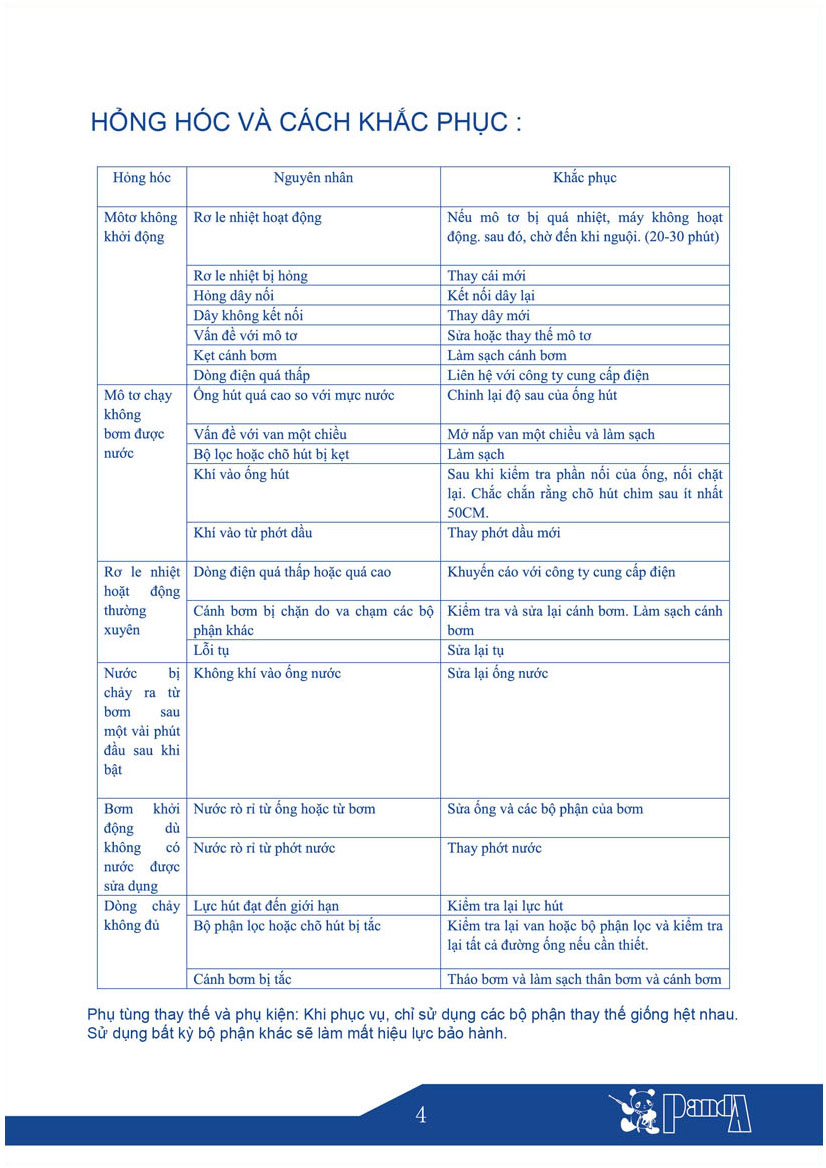 HỎNG HÓC VÀ CÁCH KHẮC PHỤC :
Hỏng hóc
Nguyên nhân
Khắc phục
Môtơ không
khởi động
Rơ le nhiệt hoạt động
Nếu mô tơ bị quá nhiệt, máy không hoạt
động. sau đó, chờ đến khi nguội. (20-30 phút)
Rơ le nhiệt bị hỏng
Thay cái mới
Hỏng dây nối
Kết nối dây lại
Dây không kết nối
Thay dây mới
Vấn đề với mô tơ
Sửa hoặc thay thế mô tơ
Kẹt cánh bơm
Làm sạch cánh bơm
Dòng điện quá thấp
Liên hệ với công ty cung cấp điện
Mô tơ chạy
không
bơm được
nước
Ống hút quá cao so với mực nước
Chỉnh lại độ sau của ống hút
Vấn đề với van một chiều
Mở nắp van một chiều và làm sạch
Bộ lọc hoặc chõ hút bị kẹt
Làm sạch
Khí vào ống hút
Sau khi kiểm tra phần nối của ống, nối chặt
lại. Chắc chắn rằng chõ hút chìm sau ít nhất
50CM.
Khí vào từ phớt dầu
Thay phớt dầu mới
Rơ le nhiệt
hoặt động
thường
xuyên
Dòng điện quá thấp hoặc quá cao
Khuyến cáo với công ty cung cấp điện
Cánh bơm bị chặn do va chạm các bộ
phận khác
Kiểm tra và sửa lại cánh bơm. Làm sạch cánh
bơm
Lỗi tụ
Sửa lại tụ
Nước bị
chảy ra từ
bơm sau
một vài phút
đầu sau khi
bật
Không khí vào ống nước
Sửa lại ống nước
Bơm khởi
động dù
không có
nước được
sửa dụng
Nước rò rỉ từ ống hoặc từ bơm
Sửa ống và các bộ phận của bơm
Nước rò rỉ từ phớt nước
Thay phớt nước
Dòng chảy
không đủ
Lực hút đạt đến giới hạn
Kiểm tra lại lực hút
Bộ phận lọc hoặc chõ hút bị tắc
Kiểm tra lại van hoặc bộ phận lọc và kiểm tra
lại tất cả đường ống nếu cần thiết.
Cánh bơm bị tắc
Tháo bơm và làm sạch thân bơm và cánh bơm
Phụ tùng thay thế và phụ kiện: Khi phục vụ, chỉ sử dụng các bộ phận thay thế giống hệt nhau.
Sử dụng bất kỳ bộ phận khác sẽ làm mất hiệu lực bảo hành.
4
PandA